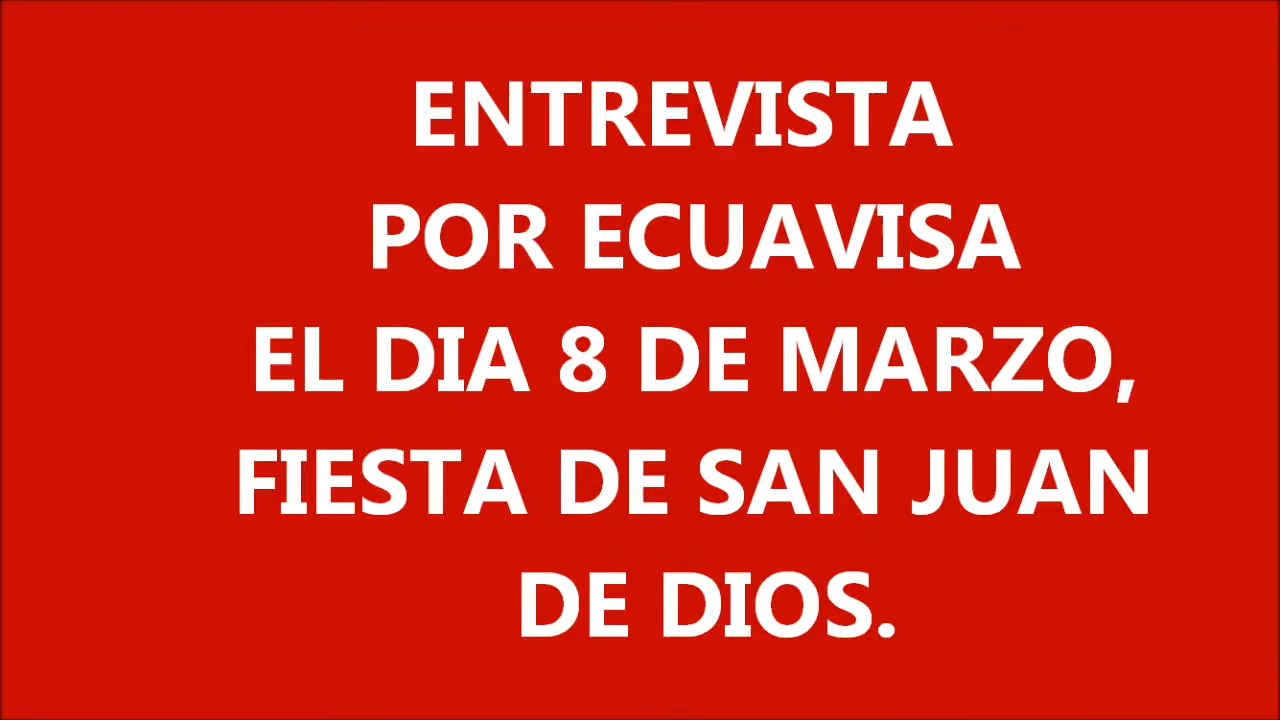 ENTREVISTA
POR ECUAVISA
EL DIA 8 DE MARZO,
FIESTA DE SAN JUAN
DE DIOS.